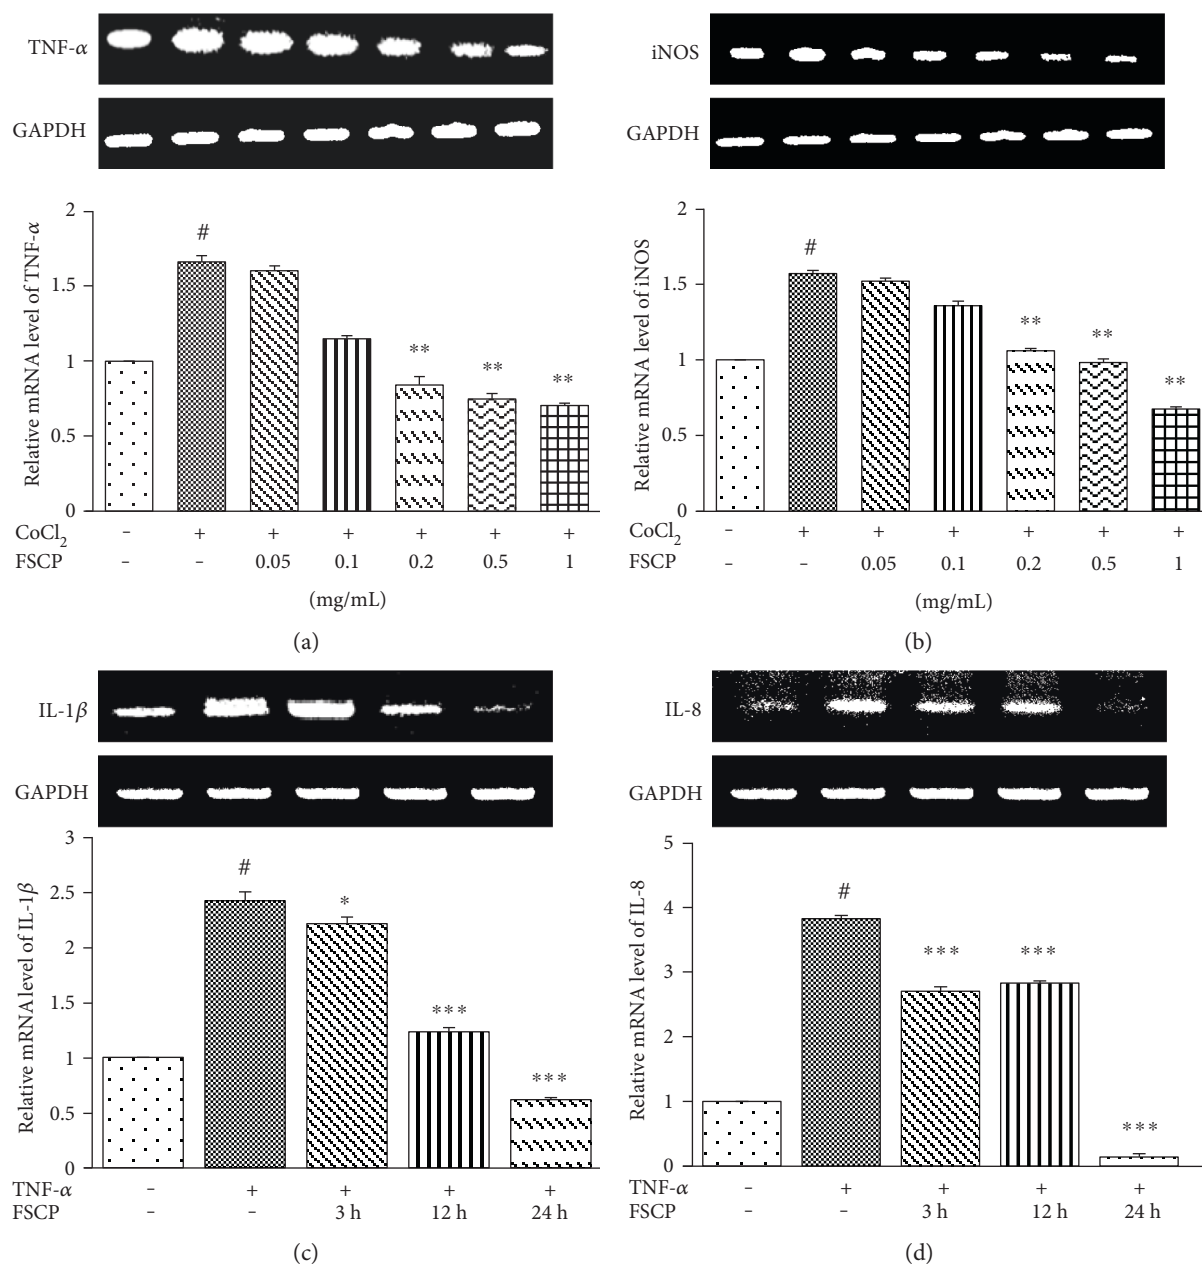 TNF-α
GAPDH
Relative mRNA level of TNF-α
2
1.5
1
0.5
0
#
** ** **
CoCl2 – + + + + + +
FSCP – – 0.05 0.1 0.2 0.5 1
(mg/mL)
(a)
iNOS
GAPDH
Relative mRNA level of iNOS
2
1.5
1
0.5
0
#
** ** **
CoCl2 – + + + + + +
FSCP – – 0.05 0.1 0.2 0.5 1
(mg/mL)
(b)
IL-1β
GAPDH
Relative mRNA level of IL-1β
3
2.5
2
1.5
1
0.5
0
# * *** ***
TNF-α – + + + +
FSCP – – 3 h 12 h 24 h
(c)
IL-8
GAPDH
Relative mRNA level of IL-8
5
4
3
2
1
0
# *** *** ***
TNF-α – + + + +
FSCP – – 3 h 12 h 24 h
(d)